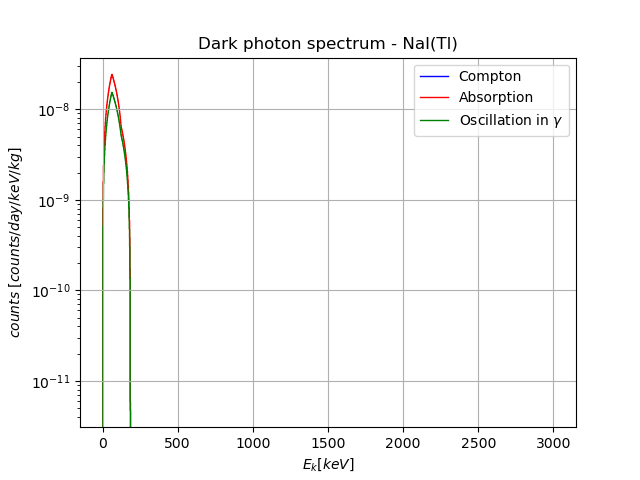 Dark photon spectrum - NaI(Tl)
Compton
Absorption
Oscillation in γ
counts [counts/day/keV/kg]
10⁻⁸
10⁻⁹
10⁻¹⁰
10⁻¹¹
0 500 1000 1500 2000 2500 3000
E_k[keV]